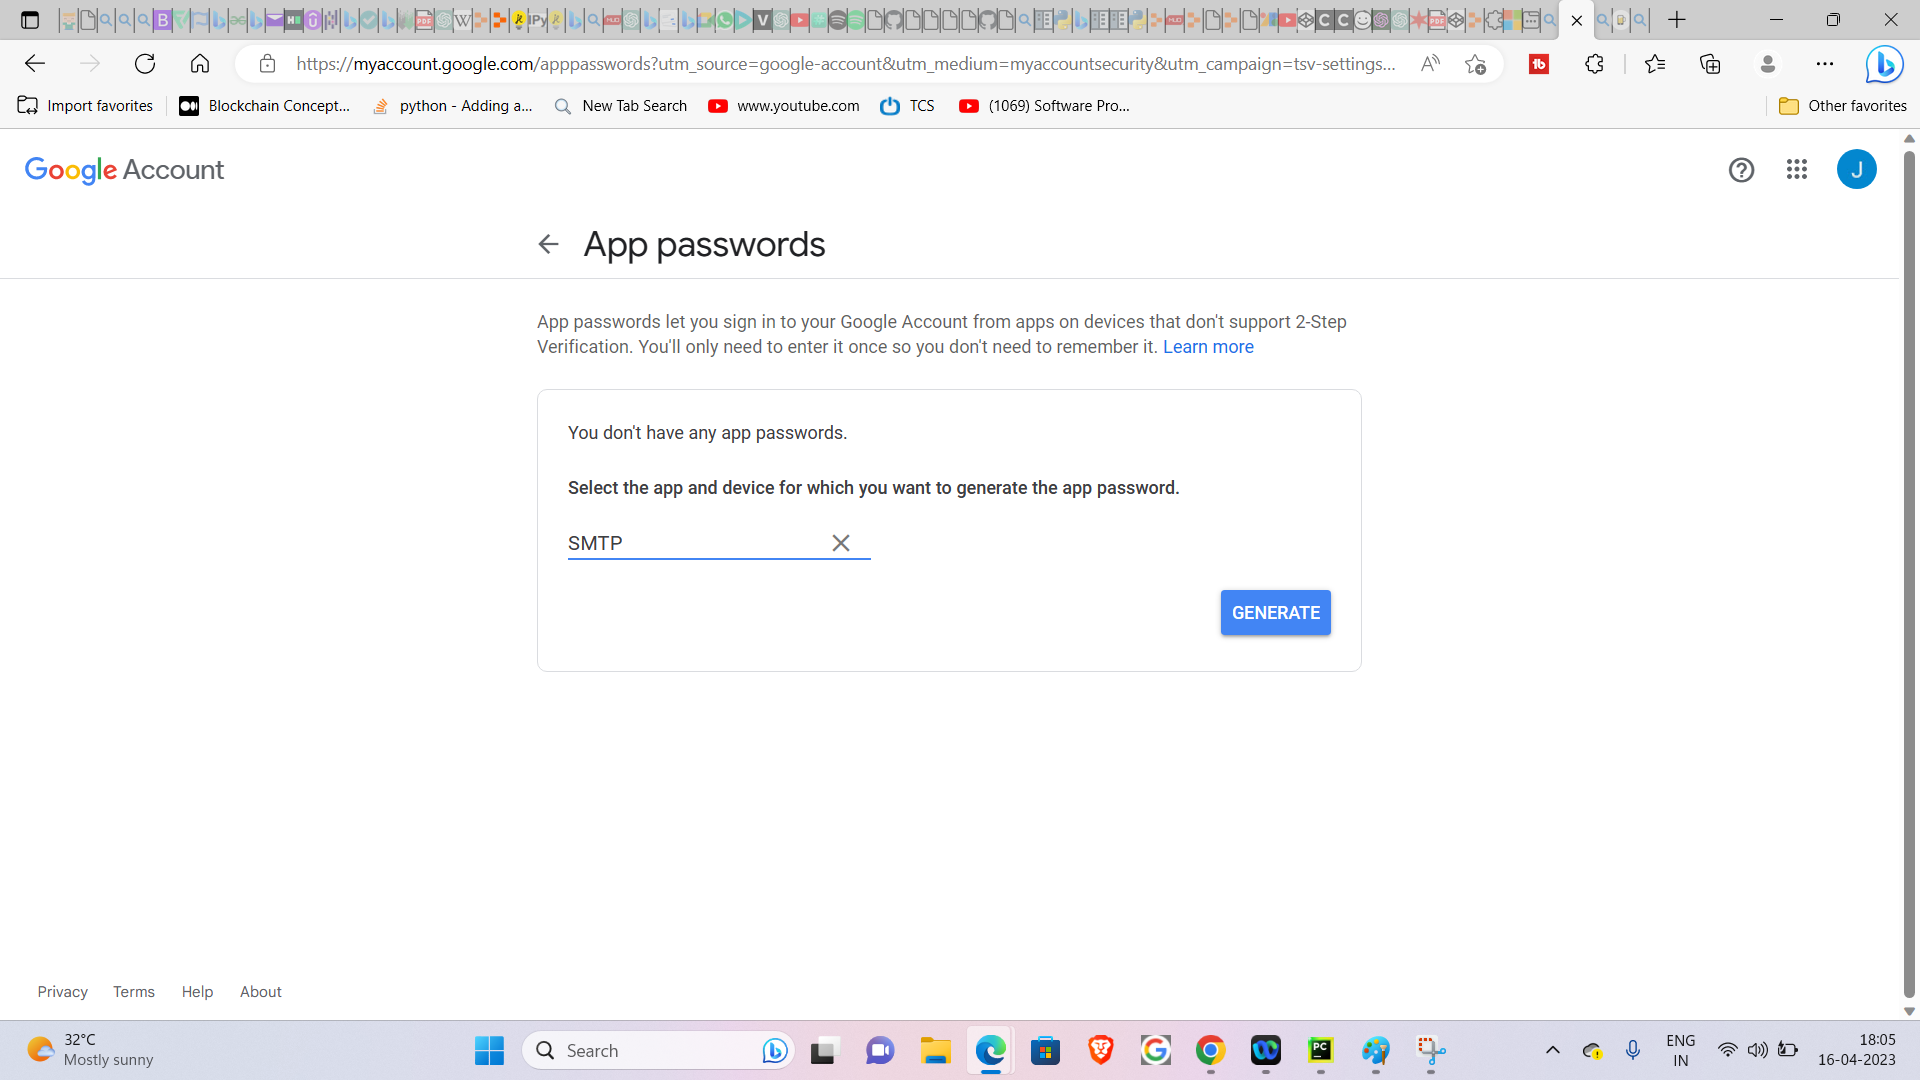 https://myaccount.google.com/apppasswords?utm_source=google-account&utm_medium=myaccountsecurity&utm_campaign=tsv-settings...
Import favorites
Blockchain Concept...
python - Adding a...
New Tab Search
www.youtube.com
TCS
(1069) Software Pro...
Other favorites
Google Account
J
App passwords
App passwords let you sign in to your Google Account from apps on devices that don't support 2-Step
Verification. You'll only need to enter it once so you don't need to remember it. Learn more
You don't have any app passwords.
Select the app and device for which you want to generate the app password.
SMTP
GENERATE
Privacy
Terms
Help
About
32°C
Mostly sunny
Search
ENG
IN
18:05
16-04-2023